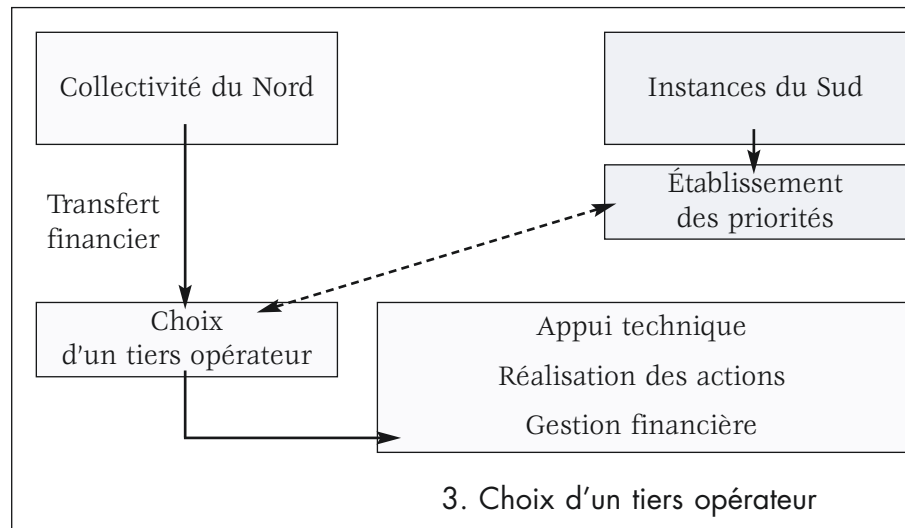 Collectivité du Nord
Instances du Sud
Établissement
des priorités
Transfert
financier
Choix
d'un tiers opérateur
Appui technique
Réalisation des actions
Gestion financière
3. Choix d'un tiers opérateur